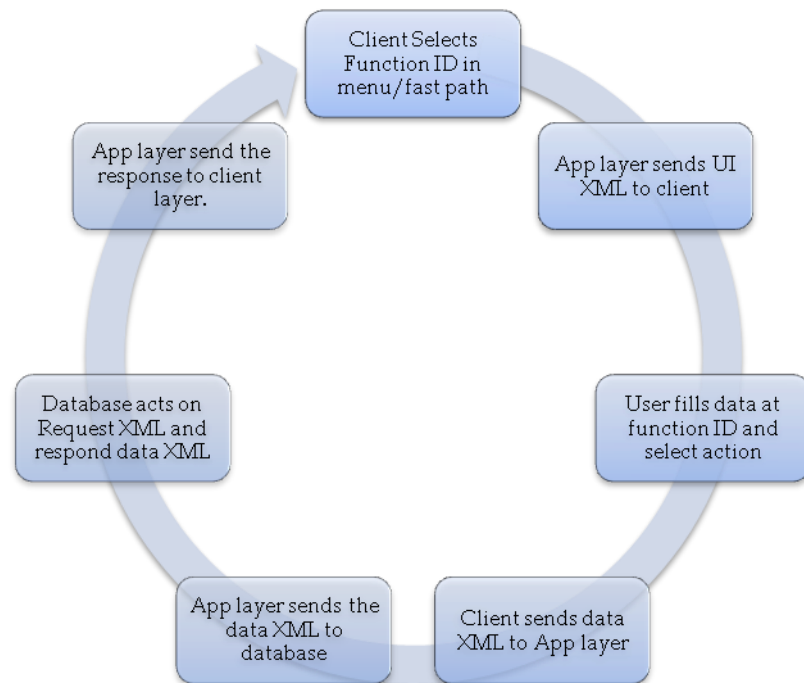 Client Selects
Function ID in
menu/fast path
App layer sends UI
XML to client
User fills data at
function ID and
select action
Client sends data
XML to App layer
App layer sends the
data XML to
database
Database acts on
Request XML and
respond data XML
App layer send the
response to client
layer.